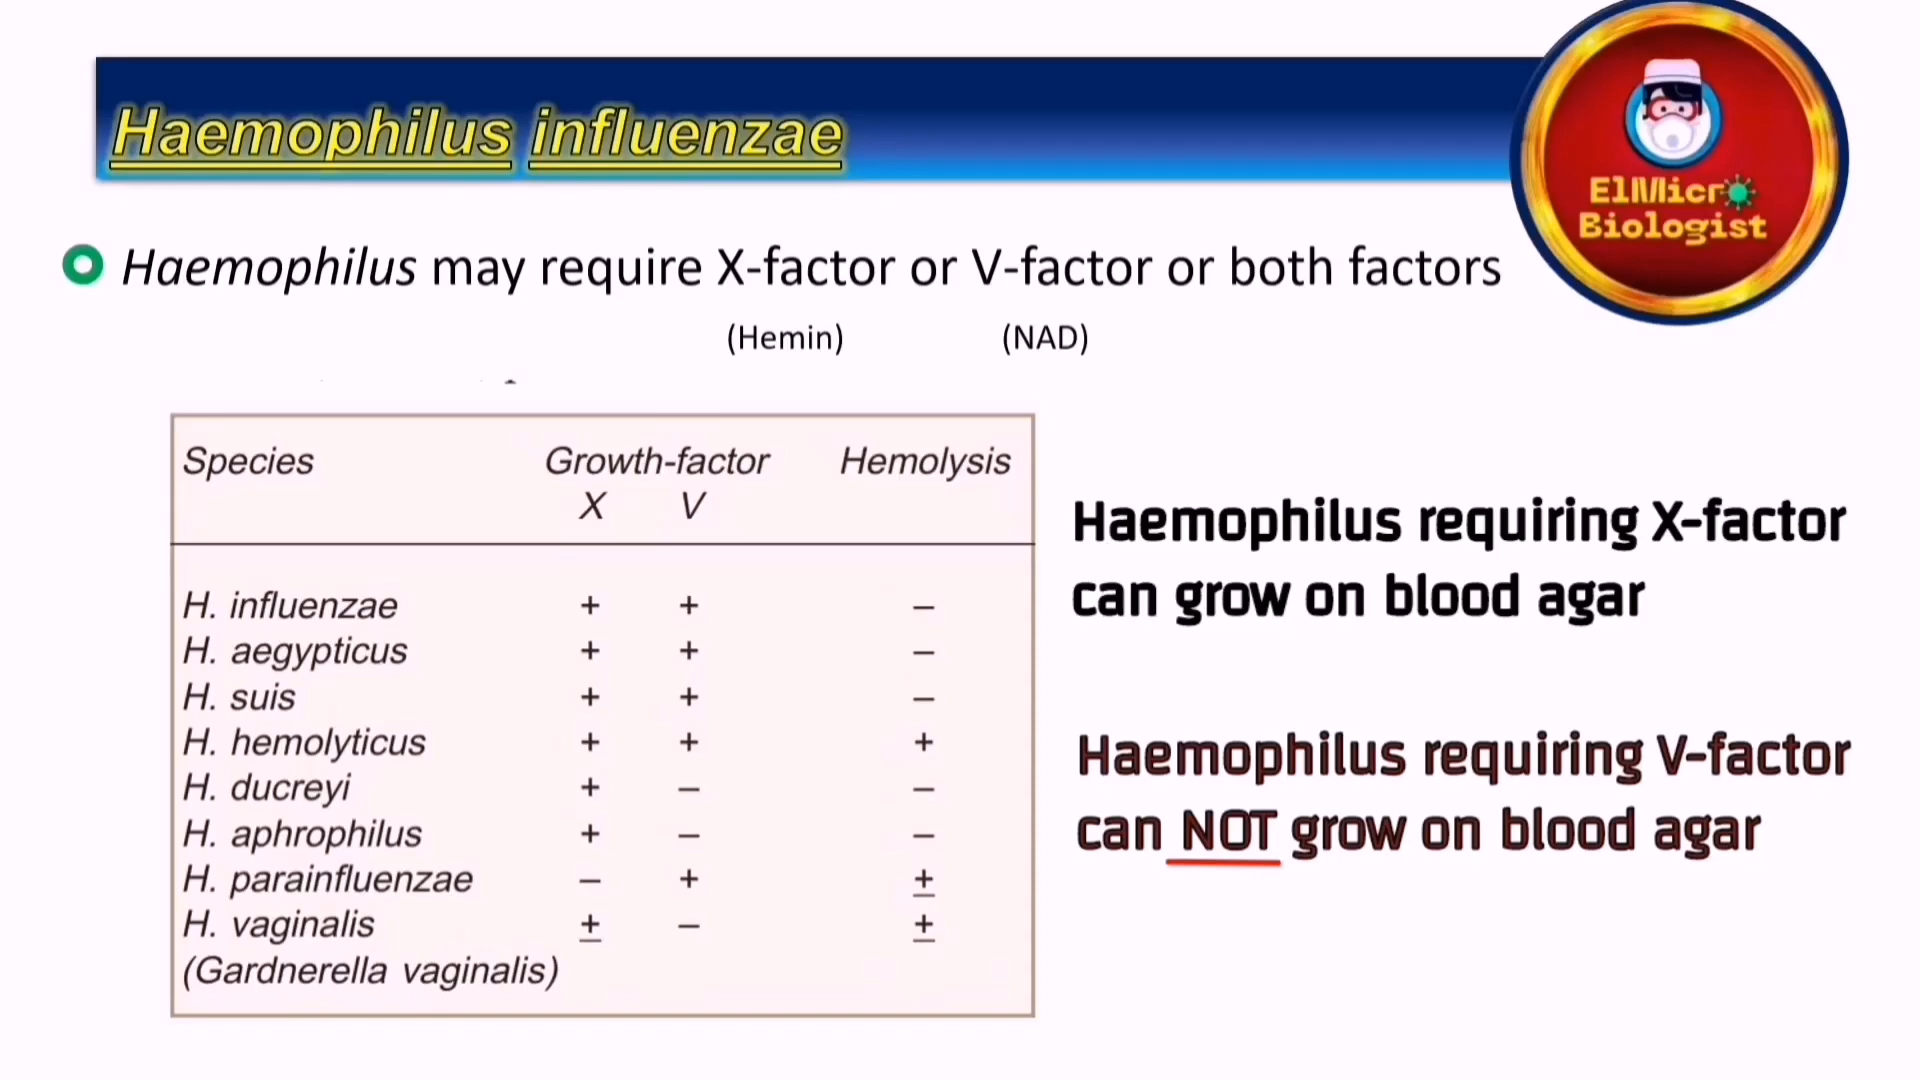 Haemophilus influenzae
ElMicro
Biologist
Haemophilus may require X-factor or V-factor or both factors
(Hemin) (NAD)
Species Growth-factor Hemolysis
X V
H. influenzae + + –
H. aegypticus + + –
H. suis + + –
H. hemolyticus + + +
H. ducreyi + – –
H. aphrophilus + – –
H. parainfluenzae – + ±
H. vaginalis ± – ±
(Gardnerella vaginalis)
Haemophilus requiring X-factor
can grow on blood agar
Haemophilus requiring V-factor
can NOT grow on blood agar